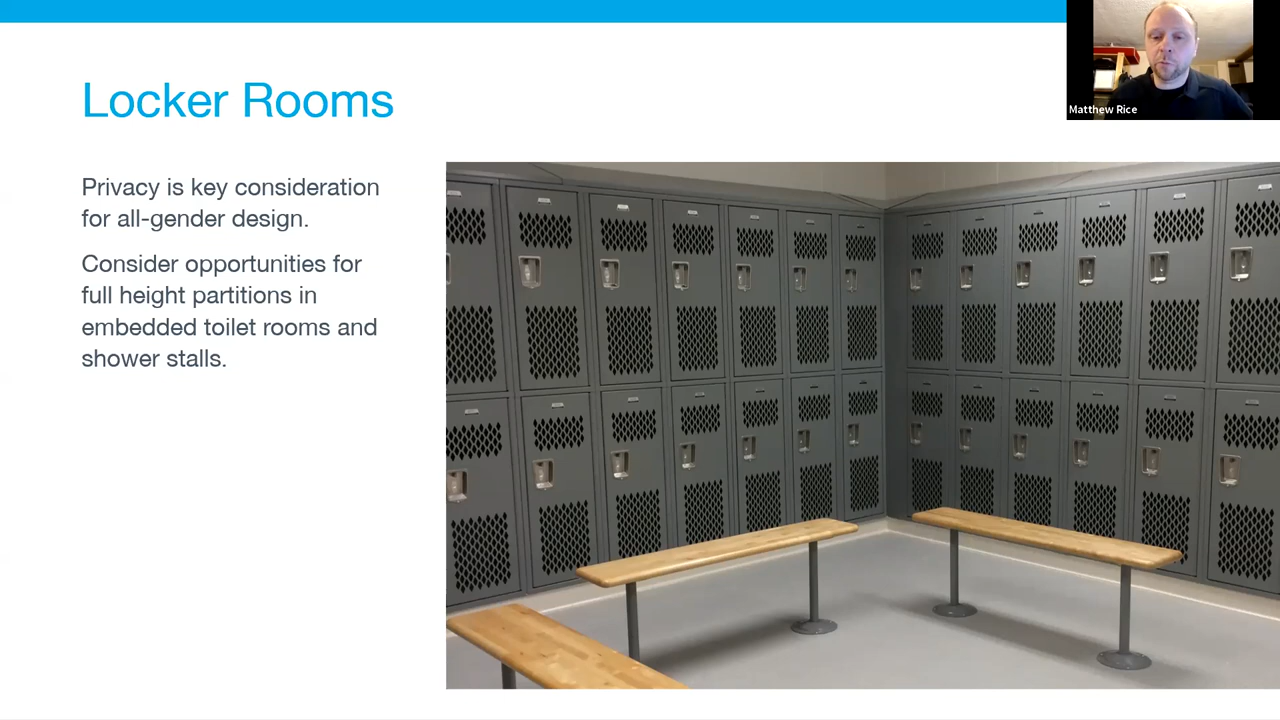 Locker Rooms
Matthew Rice
Privacy is key consideration
for all-gender design.
Consider opportunities for
full height partitions in
embedded toilet rooms and
shower stalls.